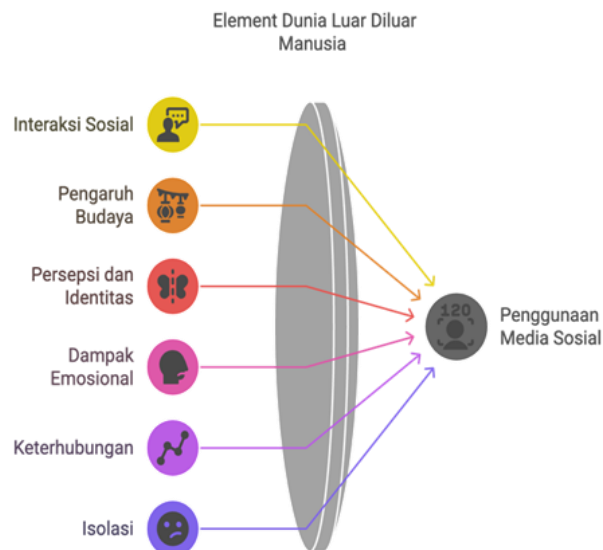 Element Dunia Luar Diluar
Manusia
Interaksi Sosial
Pengaruh
Budaya
Persepsi dan
Identitas
Dampak
Emosional
Keterhubungan
Isolasi
120
Penggunaan
Media Sosial